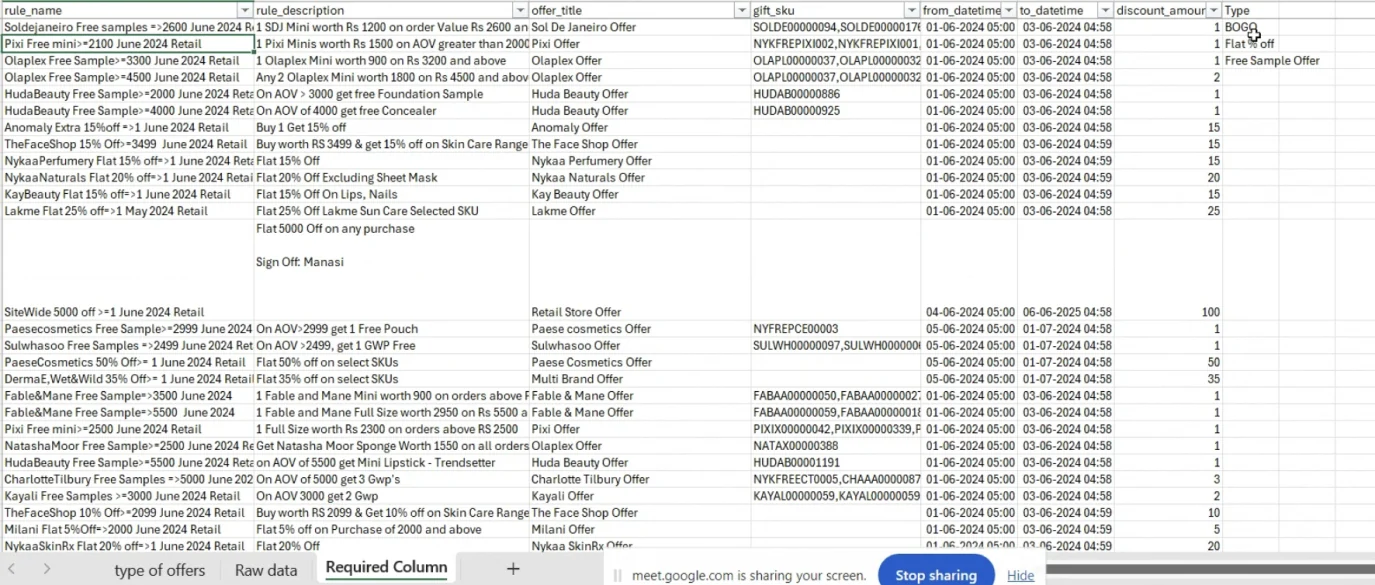 rule_name rule_description offer_title gift_sku from_datetime to_datetime discount_amour Type
Soldejaneiro Free samples =>2600 June 2024 R 1 SDJ Mini worth Rs 1200 on order Value Rs 2600 an Sol De Janeiro Offer SOLDE00000094,SOLDE0000017 01-06-2024 05:00 03-06-2024 04:58 1 BOGO
Pixi Free mini>=2100 June 2024 Retail 1 Pixi Minis worth Rs 1500 on AOV greater than 2000 Pixi Offer NYKFREPIXI002,NYKFREPIXI001, 01-06-2024 05:00 03-06-2024 04:58 1 Flat % off
Olaplex Free Sample>=3300 June 2024 Retail 1 Olaplex Mini worth 900 on Rs 3200 and above Olaplex Offer OLAPL00000037,OLAPL00000032 01-06-2024 05:00 03-06-2024 04:58 1 Free Sample Offer
Olaplex Free Sample=>4500 June 2024 Retail Any 2 Olaplex Mini worth 1800 on Rs 4500 and abov Olaplex Offer OLAPL00000037,OLAPL00000032 01-06-2024 05:00 03-06-2024 04:58 2
HudaBeauty Free Sample>=2000 June 2024 Reta On AOV > 3000 get free Foundation Sample Huda Beauty Offer HUDAB00000886 01-06-2024 05:00 03-06-2024 04:58 1
HudaBeauty Free Sample>=4000 June 2024 Reta On AOV of 4000 get free Concealer Huda Beauty Offer HUDAB00000925 01-06-2024 05:00 03-06-2024 04:58 1
Anomaly Extra 15%off =>1 June 2024 Retail Buy 1 Get 15% off Anomaly Offer 01-06-2024 05:00 03-06-2024 04:58 15
TheFaceShop 15% Off>=3499 June 2024 Retail Buy worth RS 3499 & get 15% off on Skin Care Range The Face Shop Offer 01-06-2024 05:00 03-06-2024 04:59 15
NykaaPerfumery Flat 15% off=>1 June 2024 Reta Flat 15% Off Nykaa Perfumery Offer 01-06-2024 05:00 03-06-2024 04:59 15
NykaaNaturals Flat 20% off=>1 June 2024 Retai Flat 20% Off Excluding Sheet Mask Nykaa Naturals Offer 01-06-2024 05:00 03-06-2024 04:59 20
KayBeauty Flat 15% off=>1 June 2024 Retail Flat 15% Off On Lips, Nails Kay Beauty Offer 01-06-2024 05:00 03-06-2024 04:59 15
Lakme Flat 25% off=>1 May 2024 Retail Flat 25% Off Lakme Sun Care Selected SKU Lakme Offer 01-06-2024 05:00 03-06-2024 04:58 25
Flat 5000 Off on any purchase
Sign Off: Manasi
SiteWide 5000 off >=1 June 2024 Retail Retail Store Offer 04-06-2024 05:00 06-06-2025 04:58 100
Paesecosmetics Free Sample>=2999 June 2024 On AOV>2999 get 1 Free Pouch Paese cosmetics Offer NYFREPCE00003 05-06-2024 05:00 01-07-2024 04:58 1
Sulwhasoo Free Samples =>2499 June 2024 Ret On AOV >2499, get 1 GWP Free Sulwhasoo Offer SULWH00000097,SULWH000000 05-06-2024 05:00 01-07-2024 04:58 1
PaeseCosmetics 50% Off>= 1 June 2024 Retail Flat 50% off on select SKUs Paese Cosmetics Offer 05-06-2024 05:00 01-07-2024 04:58 50
DermaE,Wet&Wild 35% Off>= 1 June 2024 Retail Flat 35% off on select SKUs Multi Brand Offer 05-06-2024 05:00 01-07-2024 04:58 35
Fable&Mane Free Sample=>3500 June 2024 1 Fable and Mane Mini worth 900 on orders above F Fable & Mane Offer FABAA00000050,FABAA0000002 01-06-2024 05:00 03-06-2024 04:58 1
Fable&Mane Free Sample=>5500 June 2024 1 Fable and Mane Full Size worth 2950 on Rs 5500 a Fable & Mane Offer FABAA00000059,FABAA0000001 01-06-2024 05:00 03-06-2024 04:58 1
Pixi Free mini=>2500 June 2024 Retail 1 Full Size worth Rs 2300 on orders above RS 2500 Pixi Offer PIXIX00000042,PIXIX00000339,P 01-06-2024 05:00 03-06-2024 04:58 1
NatashaMoor Free Sample=>2500 June 2024 Re Get Natasha Moor Sponge Worth 1550 on all orders Olaplex Offer NATAX00000388 01-06-2024 05:00 03-06-2024 04:58 1
HudaBeauty Free Sample=>5500 June 2024 Reta on AOV of 5500 get Mini Lipstick - Trendsetter Huda Beauty Offer HUDAB00001191 01-06-2024 05:00 03-06-2024 04:58 1
CharlotteTilbury Free Samples =>5000 June 202 On AOV of 5000 get 3 Gwp's Charlotte Tilbury Offer NYKFREECT0005,CHAAA0000087 01-06-2024 05:00 03-06-2024 04:58 3
Kayali Free Samples >=3000 June 2024 Retail On AOV 3000 get 2 Gwp Kayali Offer KAYAL00000059,KAYAL00000059 01-06-2024 05:00 03-06-2024 04:58 2
TheFaceShop 10% Off=>2099 June 2024 Retail Buy worth RS 2099 & Get 10% off on Skin Care Range The Face Shop Offer 01-06-2024 05:00 03-06-2024 04:59 10
Milani Flat 5%Off=>2000 June 2024 Retail Flat 5% off on Purchase of 2000 and above Milani Offer 01-06-2024 05:00 03-06-2024 04:59 5
NykaaSkinRx Flat 20% off=>1 June 2024 Retail Flat 20% Off Nykaa SkinRx Offer 01-06-2024 05:00 03-06-2024 04:59 20
type of offers Raw data Required Column +
meet.google.com is sharing your screen. Stop sharing Hide